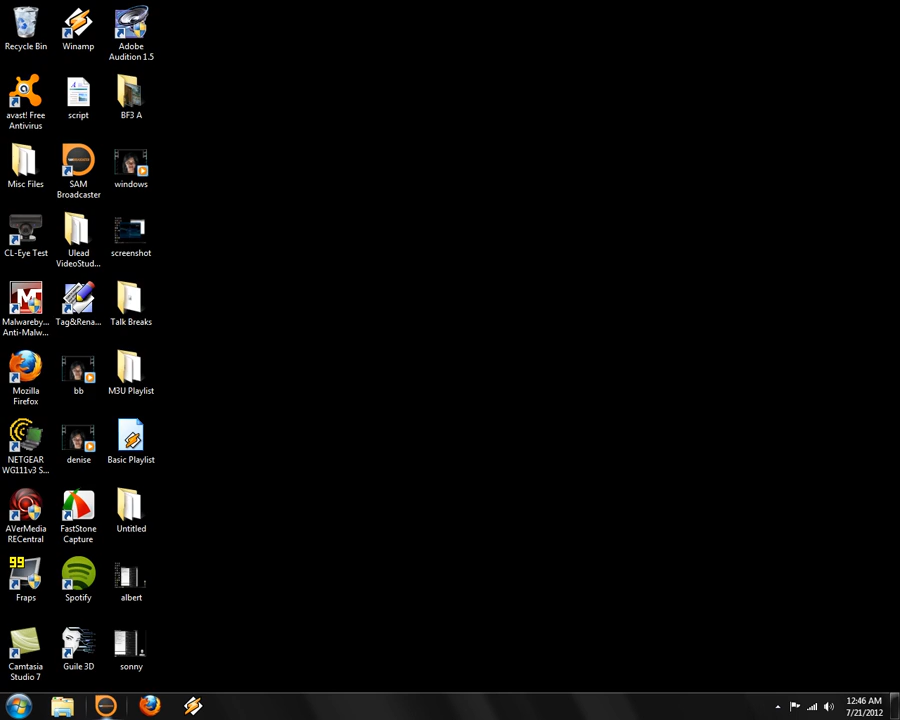 Recycle Bin
Winamp
Adobe
Audition 1.5
avast! Free
Antivirus
script
BF3 A
Misc Files
SAM
Broadcaster
windows
CL-Eye Test
Ulead
VideoStud...
screenshot
Malwareby...
Anti-Malw...
Tag&Rena...
Talk Breaks
Mozilla
Firefox
bb
M3U Playlist
NETGEAR
WG111v3 S...
denise
Basic Playlist
AVerMedia
RECentral
FastStone
Capture
Untitled
99
Fraps
Spotify
albert
Camtasia
Studio 7
Guile 3D
sonny
12:46 AM
7/21/2012